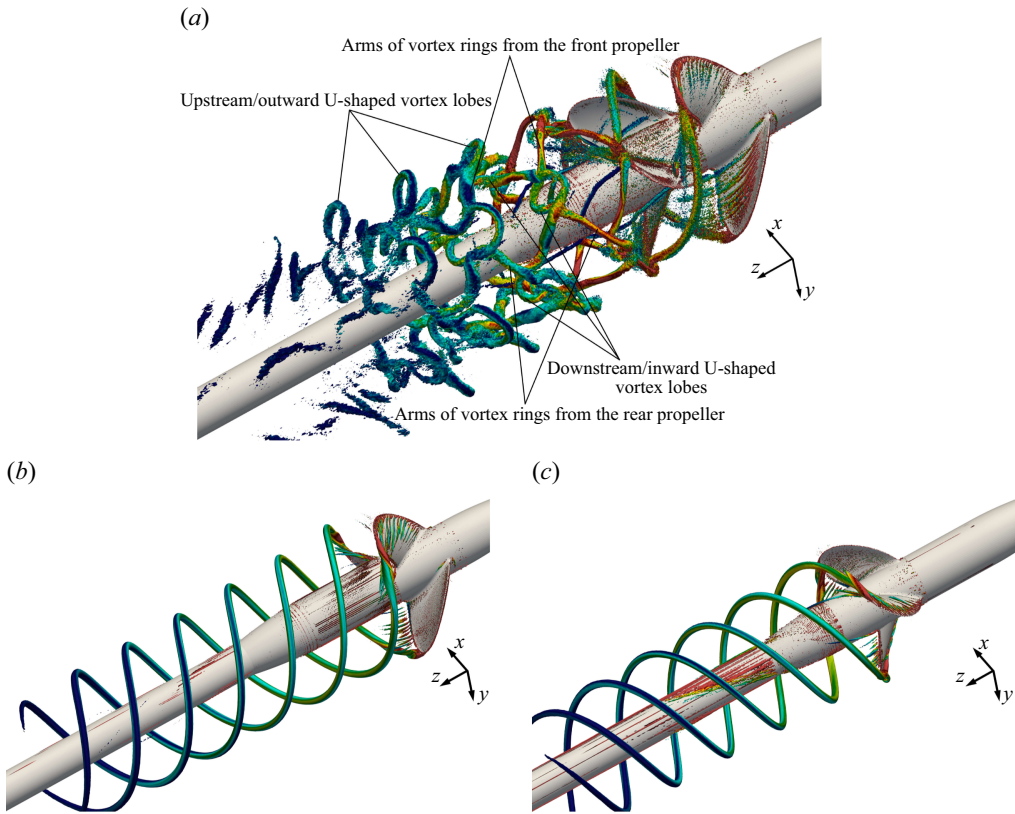 (a)
Arms of vortex rings from the front propeller
Upstream/outward U-shaped vortex lobes
x
z
y
Downstream/inward U-shaped
vortex lobes
Arms of vortex rings from the rear propeller
(b)
(c)
x
z
y
x
z
y